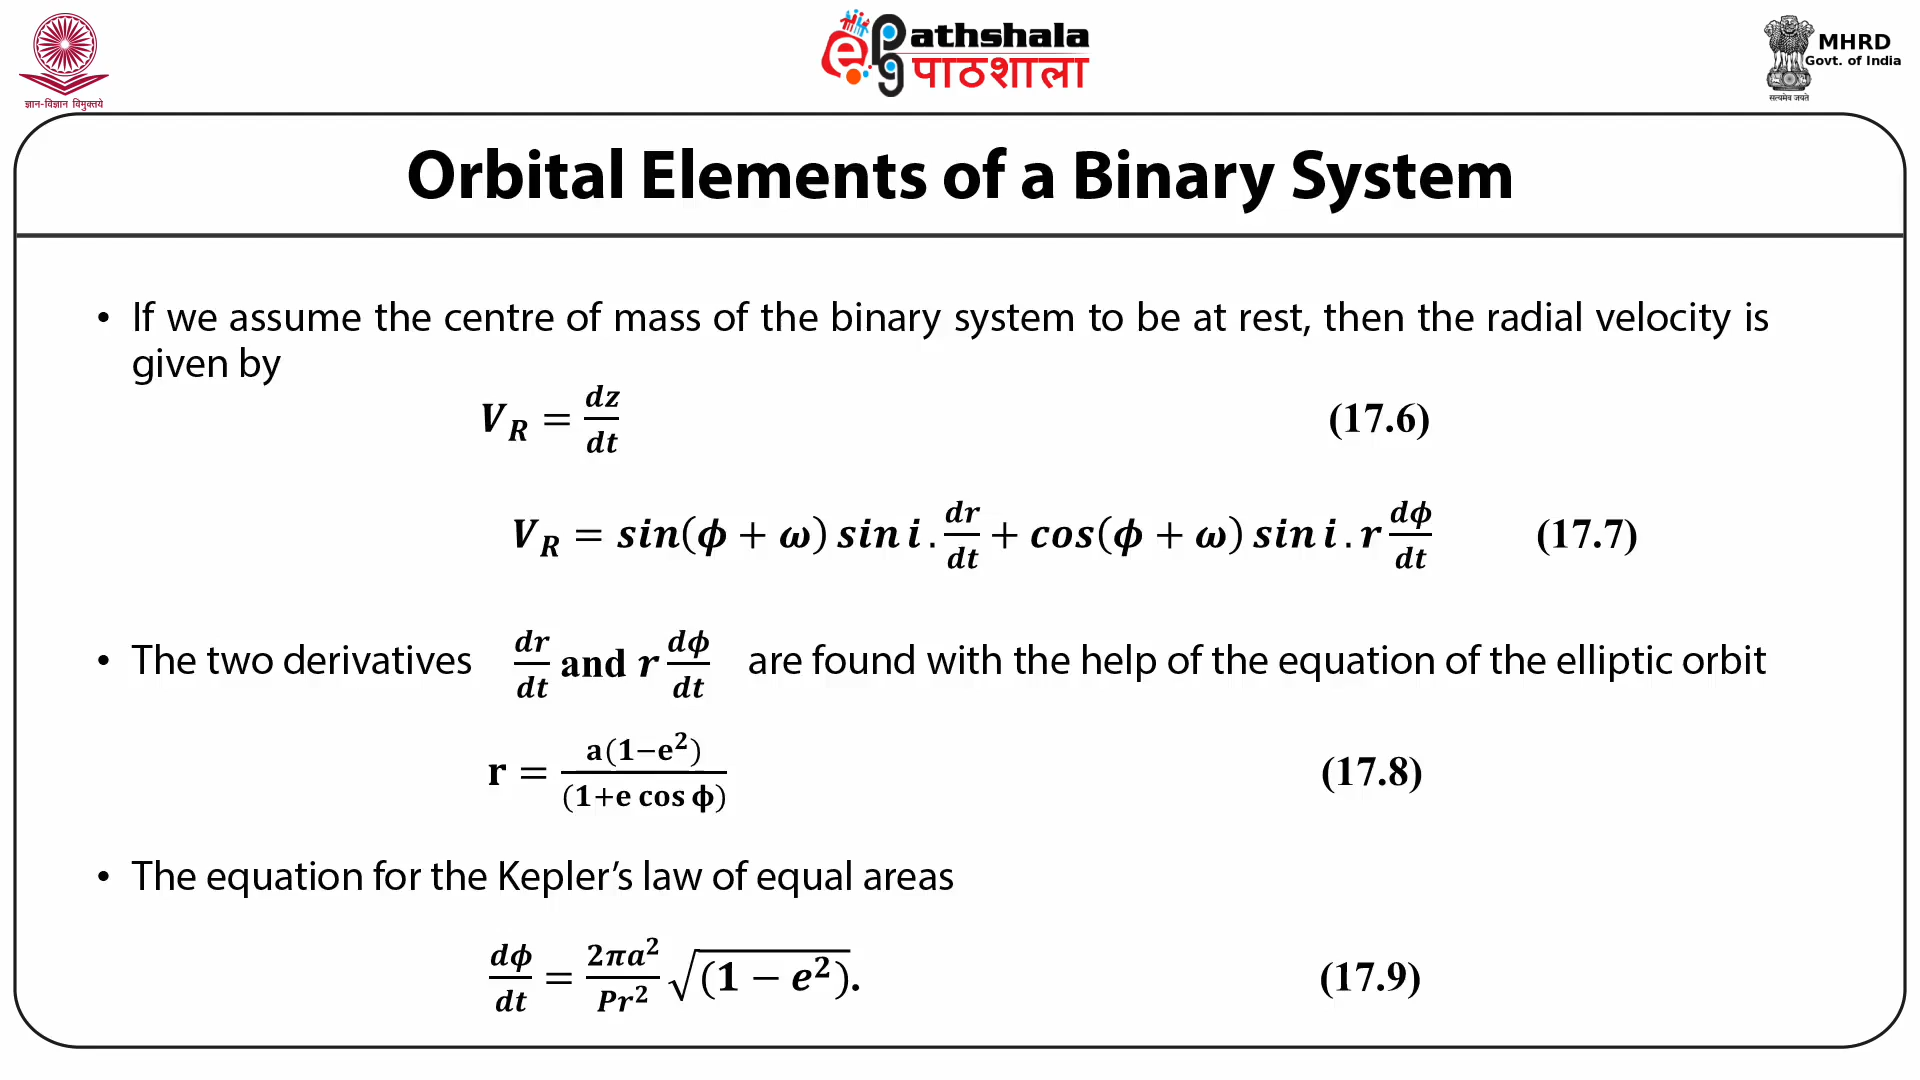 ज्ञान-विज्ञान विमुक्तये
e Pathshala
पाठशाला
सत्यमेव जयते
MHRD
Govt. of India
Orbital Elements of a Binary System
• If we assume the centre of mass of the binary system to be at rest, then the radial velocity is
given by
V_R = dz/dt (17.6)
V_R = sin(ϕ + ω) sin i . dr/dt + cos(ϕ + ω) sin i . r dϕ/dt (17.7)
• The two derivatives dr/dt and r dϕ/dt are found with the help of the equation of the elliptic orbit
r = a(1−e²)/(1+e cos ϕ) (17.8)
• The equation for the Kepler’s law of equal areas
dϕ/dt = 2πa²/Pr² √(1 − e²). (17.9)